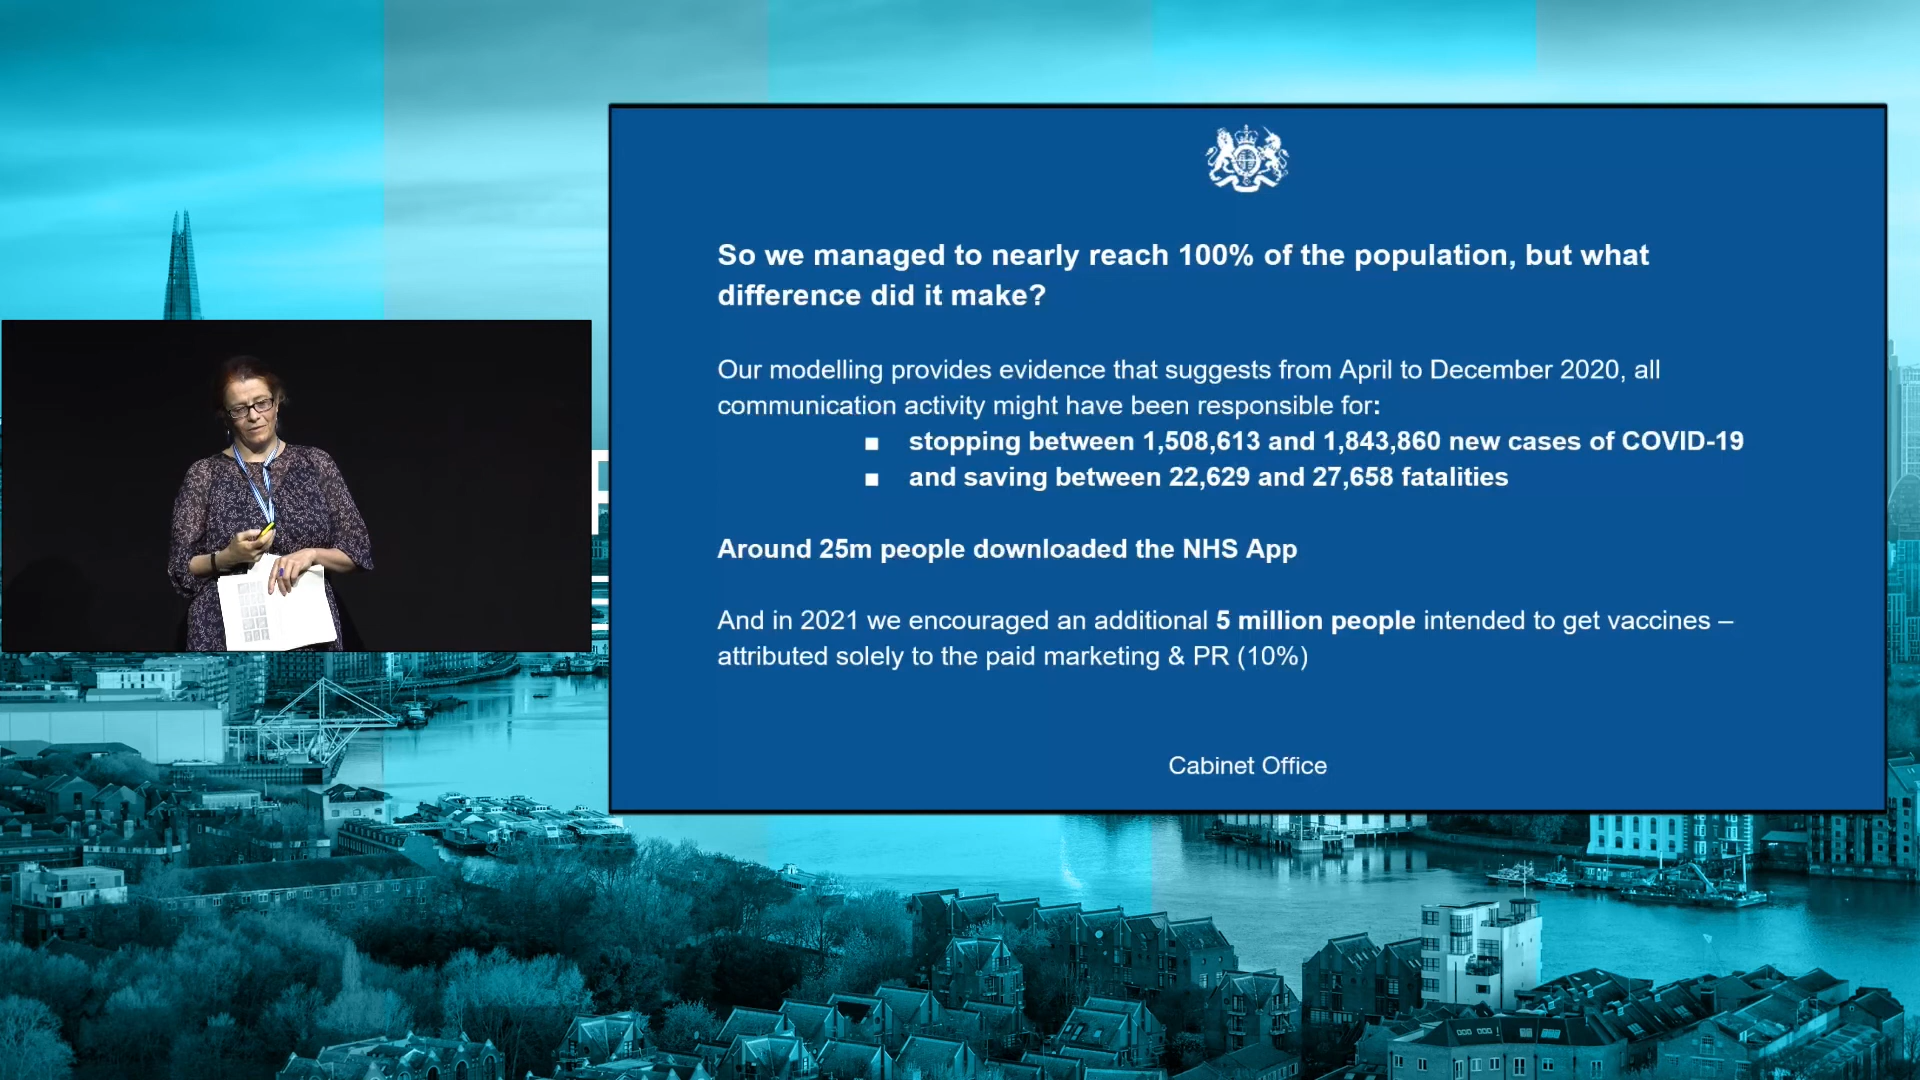 So we managed to nearly reach 100% of the population, but what
difference did it make?
Our modelling provides evidence that suggests from April to December 2020, all
communication activity might have been responsible for:
■ stopping between 1,508,613 and 1,843,860 new cases of COVID-19
■ and saving between 22,629 and 27,658 fatalities
Around 25m people downloaded the NHS App
And in 2021 we encouraged an additional 5 million people intended to get vaccines –
attributed solely to the paid marketing & PR (10%)
Cabinet Office